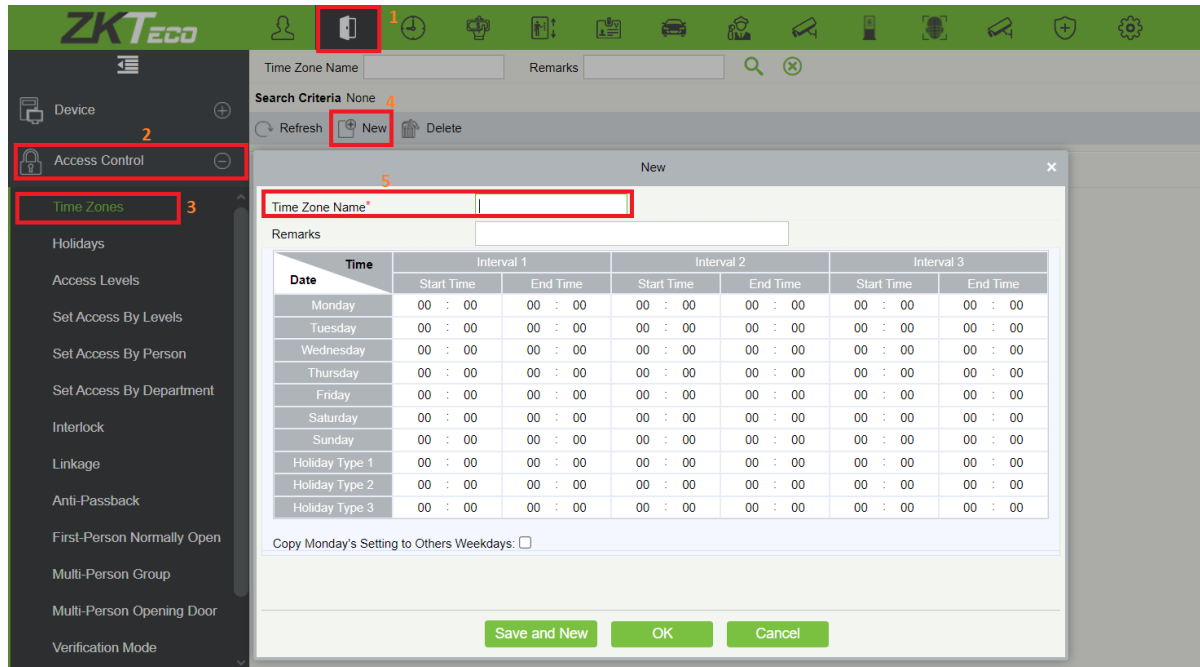 ZKTECO
1
Time Zone Name Remarks
Search Criteria None
4
Refresh New Delete
Device
2
Access Control
Time Zones 3
Holidays
Access Levels
Set Access By Levels
Set Access By Person
Set Access By Department
Interlock
Linkage
Anti-Passback
First-Person Normally Open
Multi-Person Group
Multi-Person Opening Door
Verification Mode
New
5
Time Zone Name*
Remarks
Time Interval 1 Interval 2 Interval 3
Date Start Time End Time Start Time End Time Start Time End Time
Monday 00 : 00 00 : 00 00 : 00 00 : 00 00 : 00 00 : 00
Tuesday 00 : 00 00 : 00 00 : 00 00 : 00 00 : 00 00 : 00
Wednesday 00 : 00 00 : 00 00 : 00 00 : 00 00 : 00 00 : 00
Thursday 00 : 00 00 : 00 00 : 00 00 : 00 00 : 00 00 : 00
Friday 00 : 00 00 : 00 00 : 00 00 : 00 00 : 00 00 : 00
Saturday 00 : 00 00 : 00 00 : 00 00 : 00 00 : 00 00 : 00
Sunday 00 : 00 00 : 00 00 : 00 00 : 00 00 : 00 00 : 00
Holiday Type 1 00 : 00 00 : 00 00 : 00 00 : 00 00 : 00 00 : 00
Holiday Type 2 00 : 00 00 : 00 00 : 00 00 : 00 00 : 00 00 : 00
Holiday Type 3 00 : 00 00 : 00 00 : 00 00 : 00 00 : 00 00 : 00
Copy Monday's Setting to Others Weekdays:
Save and New OK Cancel